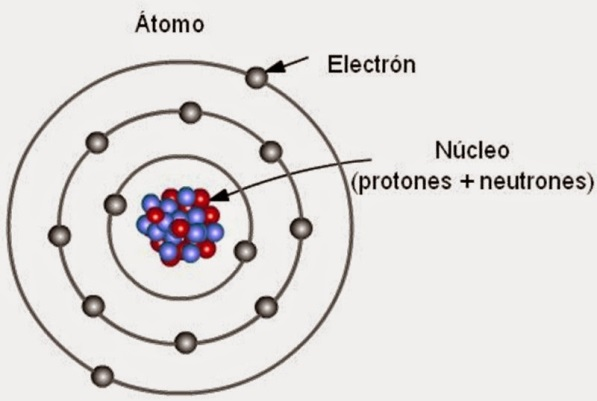 Átomo
Electrón
Núcleo
(protones + neutrones)